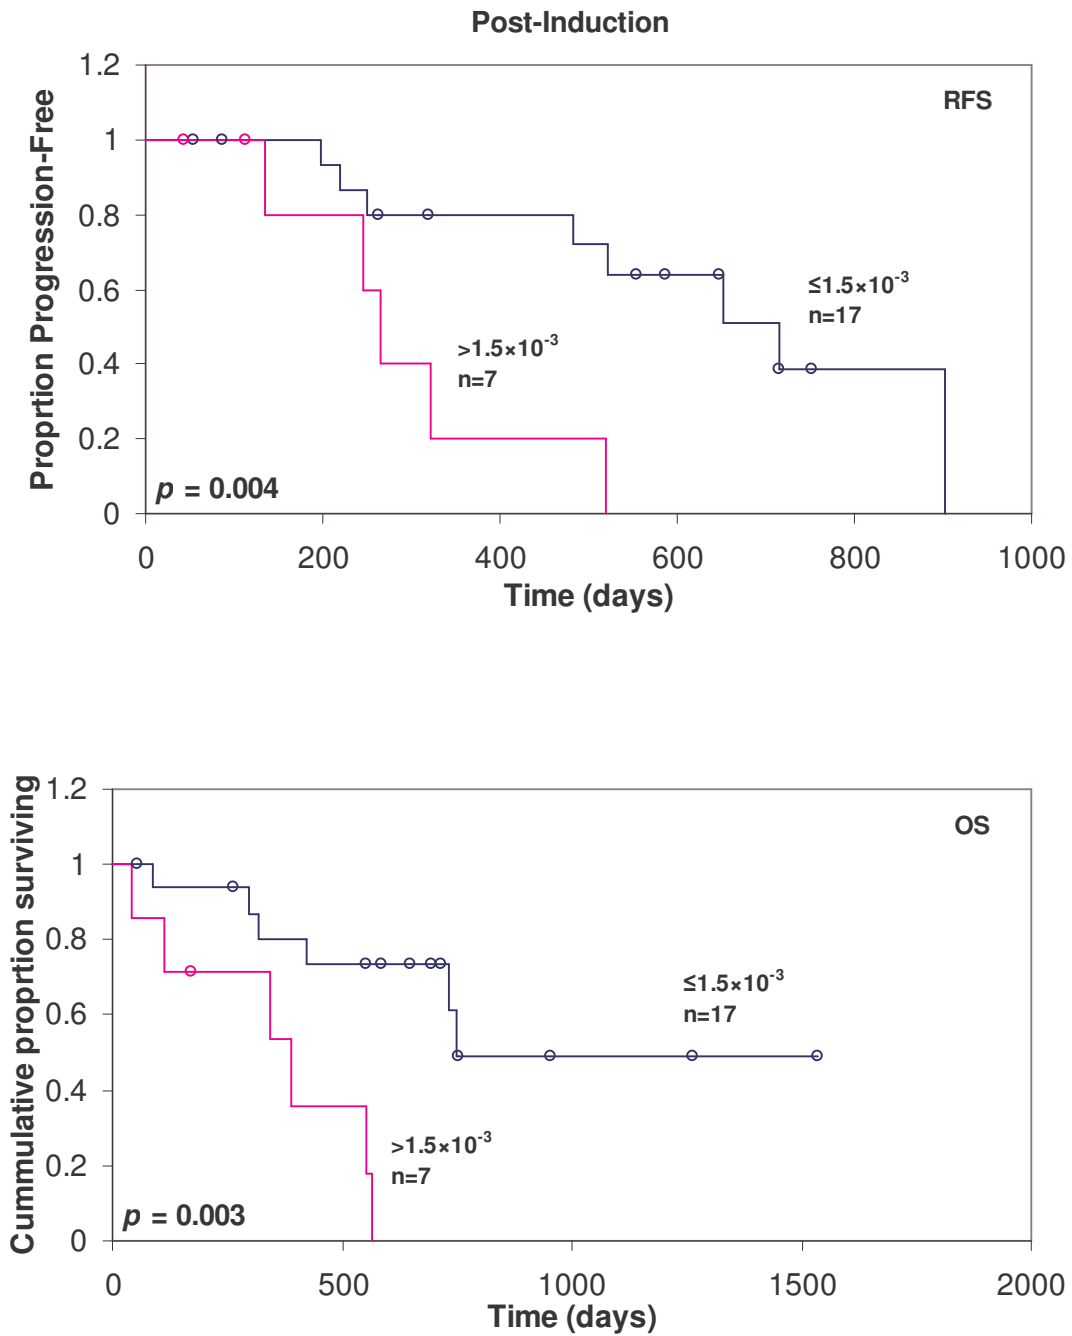 Post-Induction
1.2
RFS
Proprtion Progression-Free
1
0.8
≤1.5×10⁻³
n=17
0.6
>1.5×10⁻³
n=7
0.4
0.2
p = 0.004
0
0 200 400 600 800 1000
Time (days)
1.2
OS
Cummulative proprtion surviving
1
0.8
≤1.5×10⁻³
n=17
0.6
0.4
>1.5×10⁻³
n=7
0.2
p = 0.003
0
0 500 1000 1500 2000
Time (days)